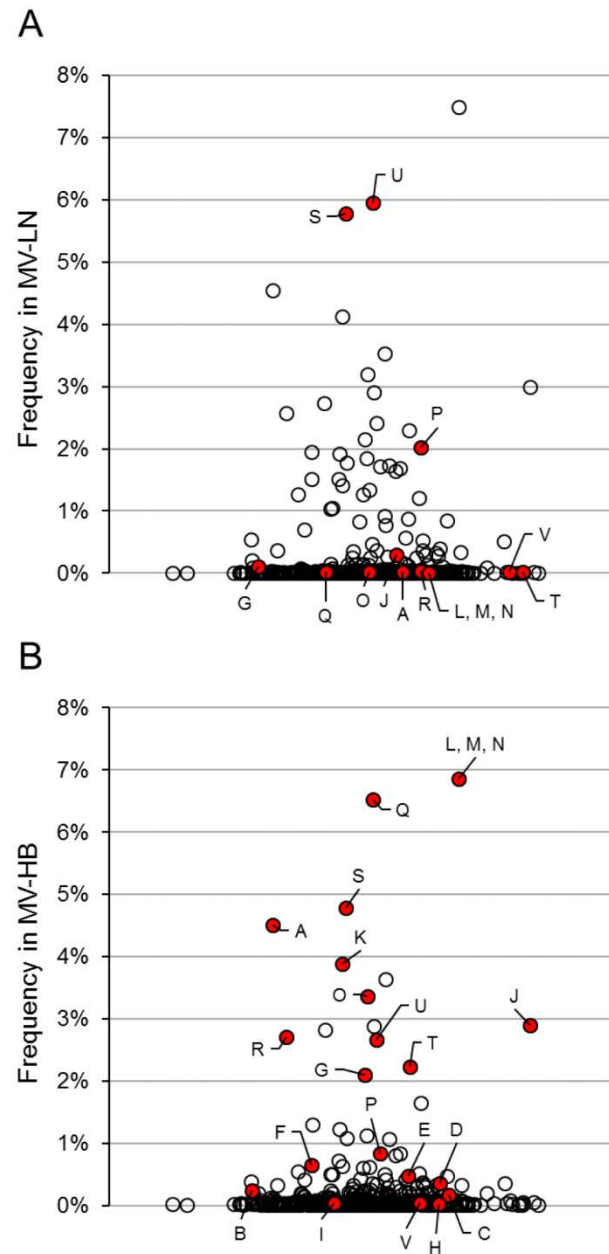 A
Frequency in MV-LN
8%
7%
6%
5%
4%
3%
2%
1%
0%
U
S
P
V
G
Q
O
J
A
R
L, M, N
T
B
Frequency in MV-HB
8%
7%
6%
5%
4%
3%
2%
1%
0%
L, M, N
Q
S
A
K
O
U
J
R
T
G
P
F
E
D
B
I
V
H
C